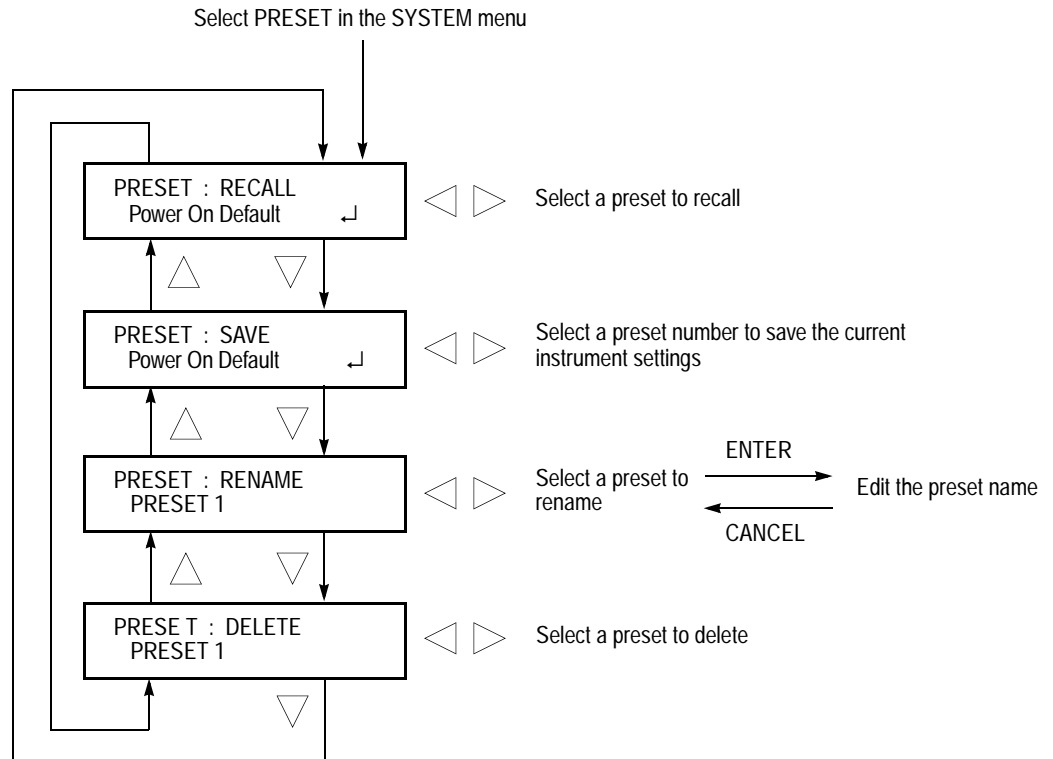 Select PRESET in the SYSTEM menu
PRESET : RECALL
Power On Default ↵
Select a preset to recall
PRESET : SAVE
Power On Default ↵
Select a preset number to save the current
instrument settings
PRESET : RENAME
PRESET 1
Select a preset to
rename
ENTER
CANCEL
Edit the preset name
PRESE T : DELETE
PRESET 1
Select a preset to delete